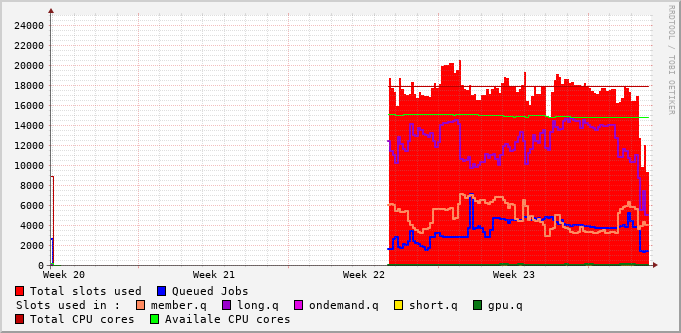 24000
22000
20000
18000
16000
14000
12000
10000
8000
6000
4000
2000
0
Week 20 Week 21 Week 22 Week 23
RRDTOOL / TOBI OETIKER
Total slots used Queued Jobs
Slots used in : member.q long.q ondemand.q short.q gpu.q
Total CPU cores Availale CPU cores